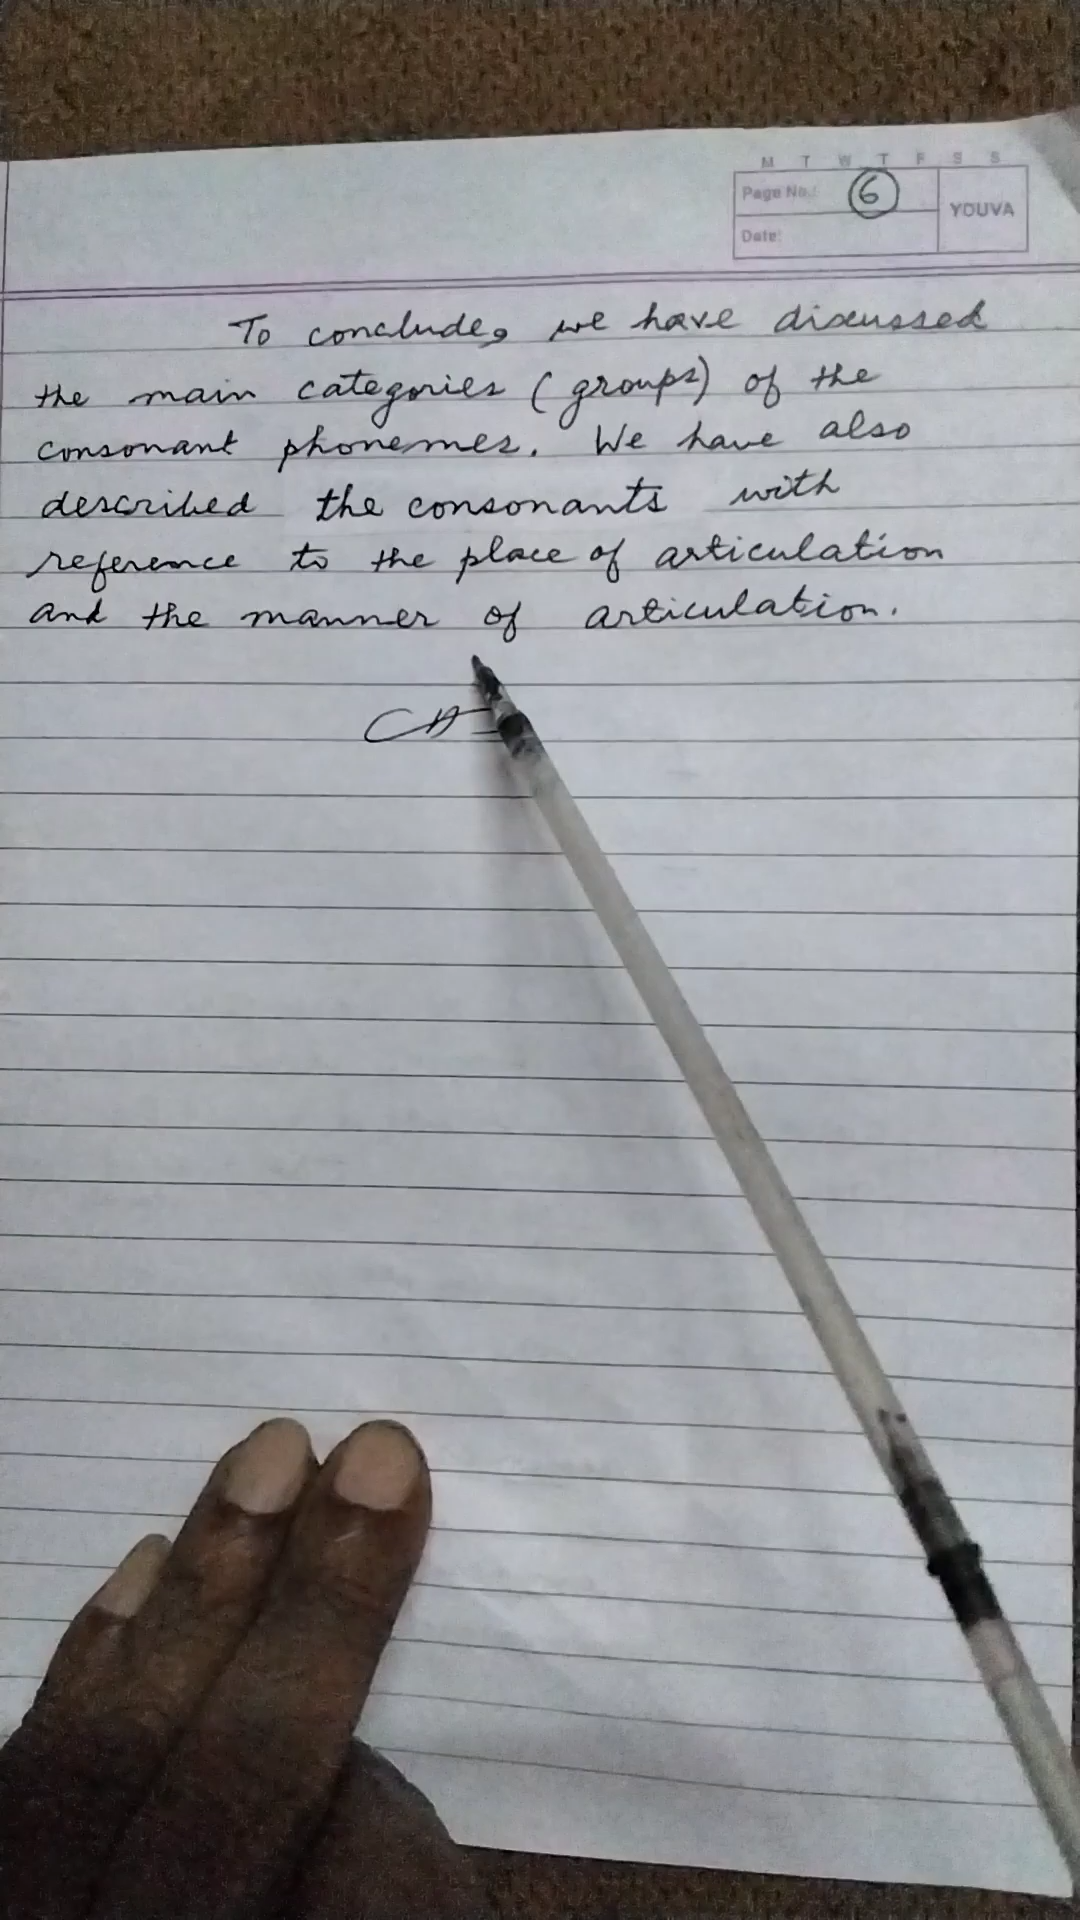 M T W T F S S
Page No.: 6
YOUVA
Date:
To conclude, we have discussed
the main categories (groups) of the
consonant phonemes. We have also
described the consonants with
reference to the place of articulation
and the manner of articulation.